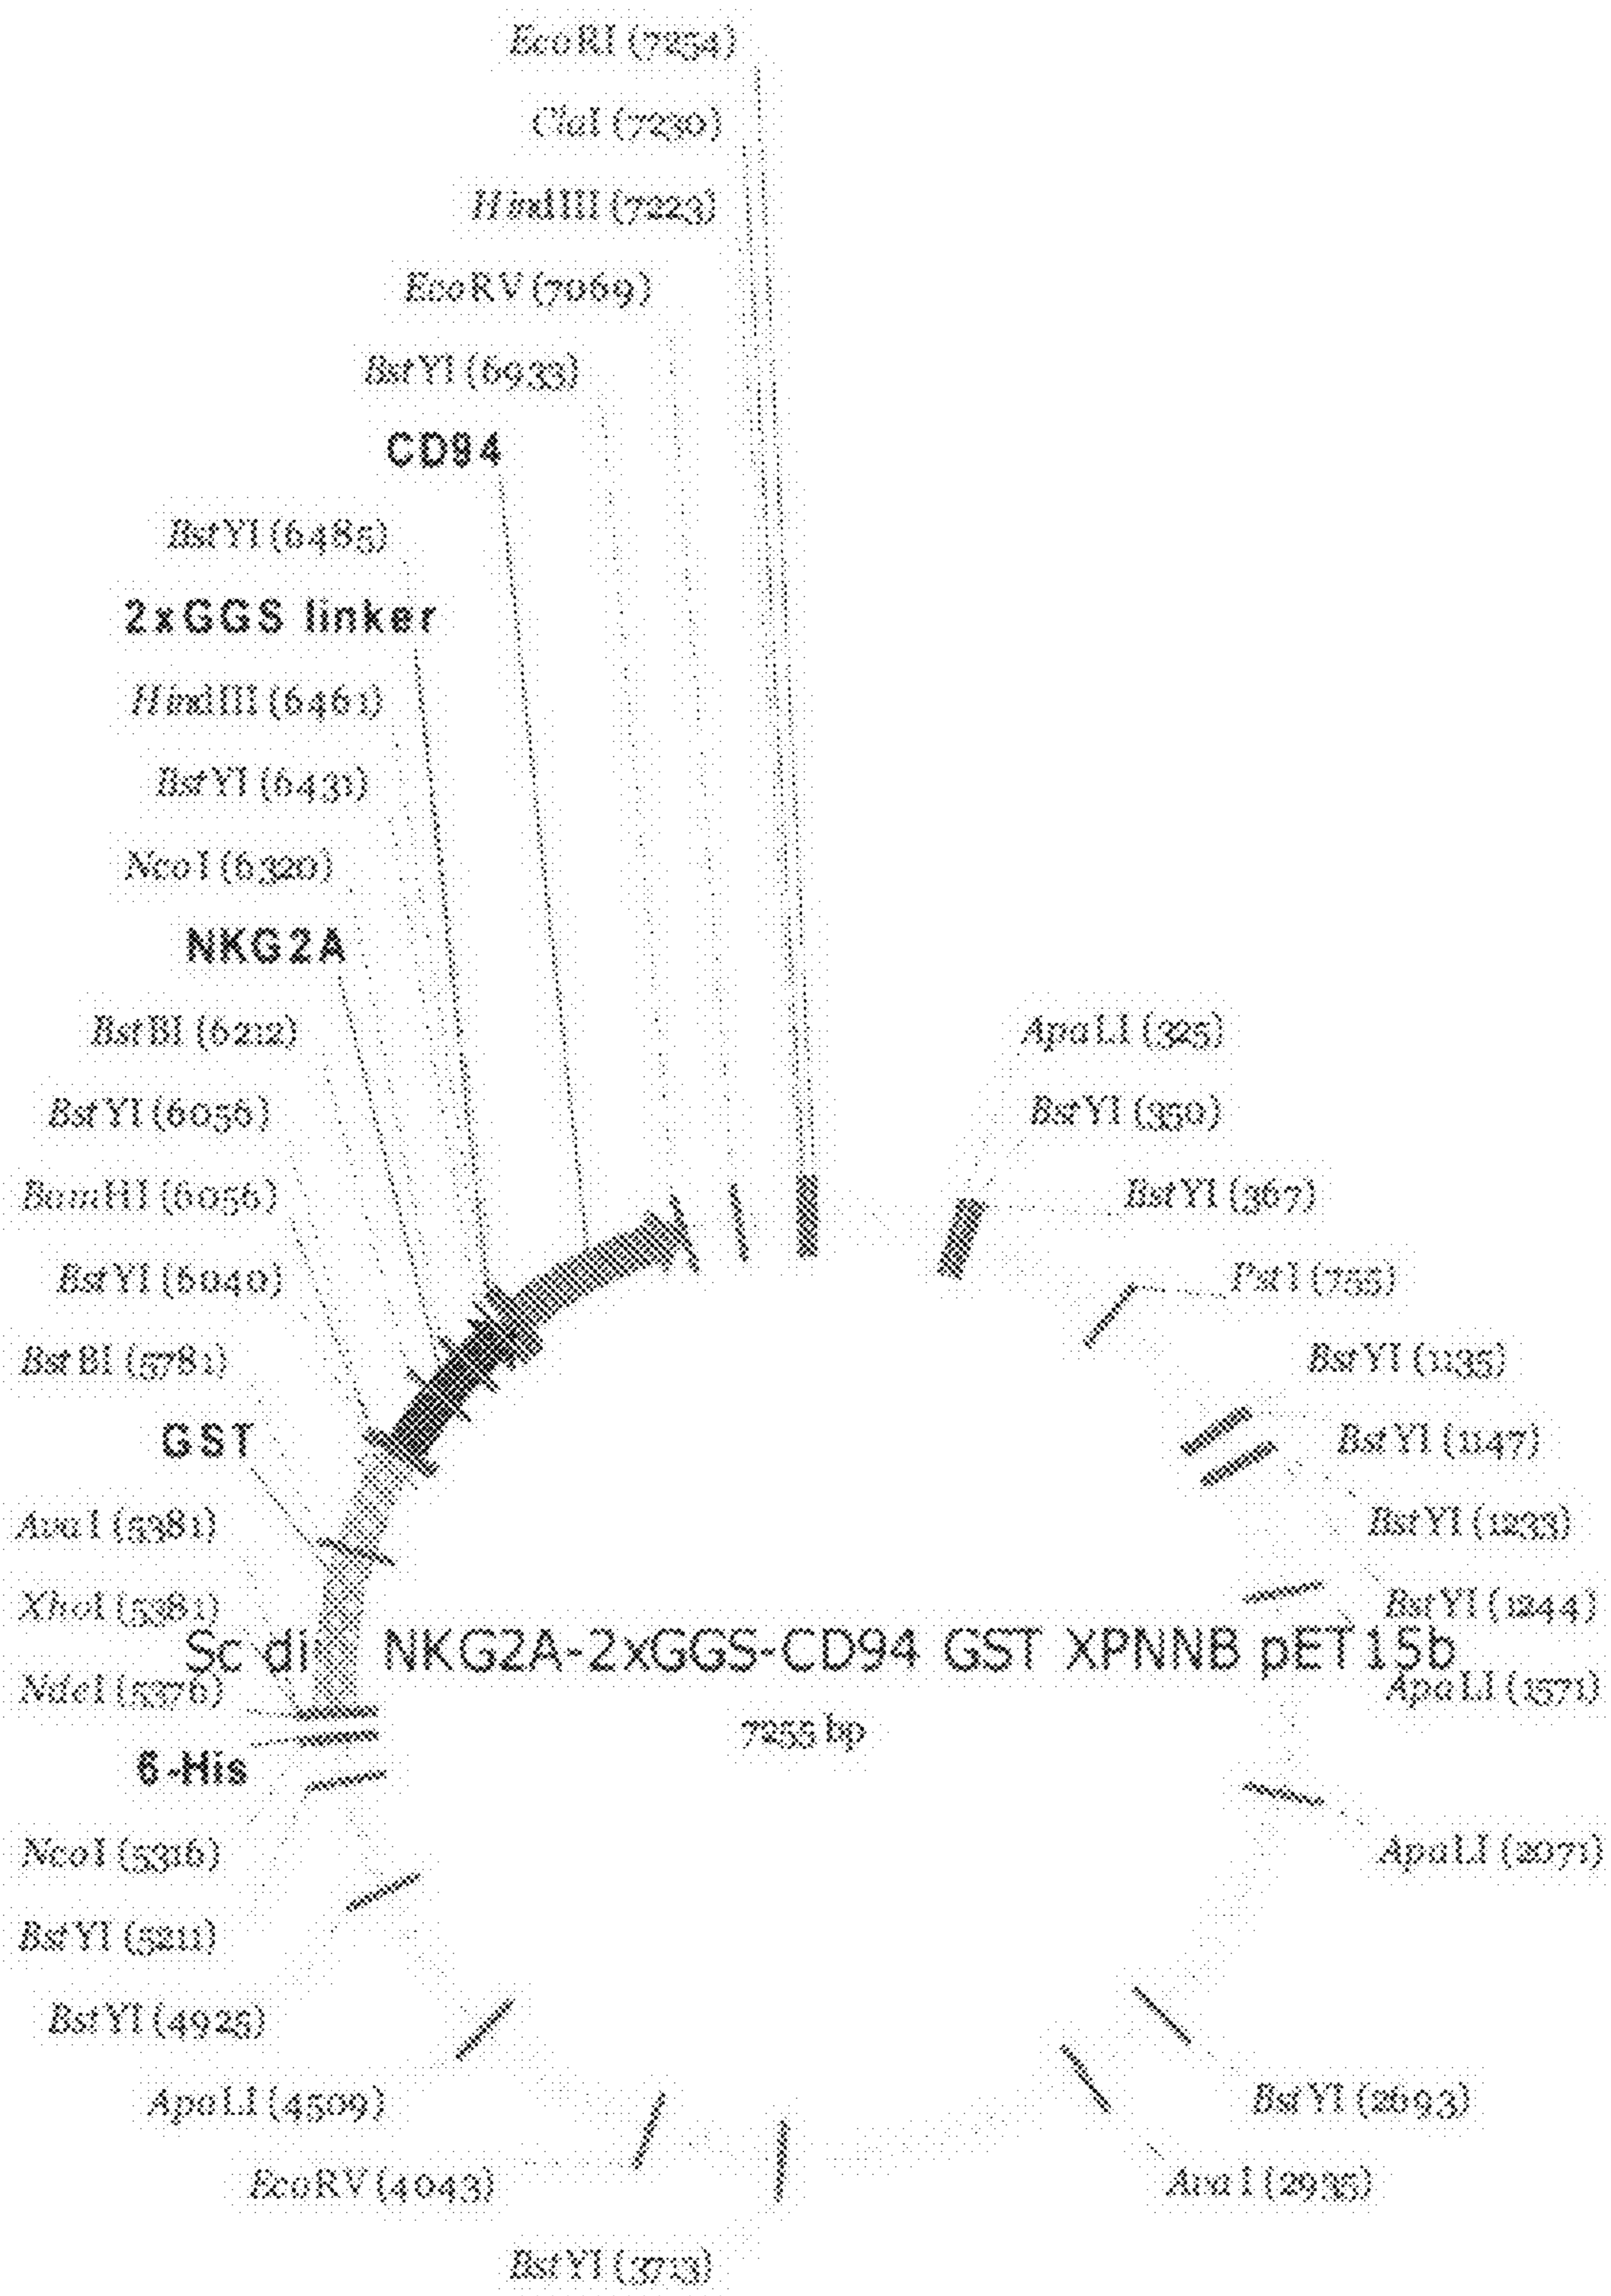 EcoRI (7254)
ClaI (7230)
HindIII (7223)
EcoRV (7069)
BstYI (6933)
CD94
BstYI (6485)
2xGGS linker
HindIII (6461)
BstYI (6431)
NcoI (6320)
NKG2A
BstBI (6212)
BstYI (6056)
BamHI (6056)
BstYI (6040)
BstBI (5781)
GST
AvaI (5381)
XhoI (5381)
NdeI (5376)
6-His
NcoI (5316)
BstYI (5211)
BstYI (4925)
ApaLI (4509)
EcoRV (4043)
BstYI (3713)
ApaLI (325)
BstYI (350)
BstYI (367)
PstI (755)
BstYI (1135)
BstYI (1147)
BstYI (1233)
BstYI (1244)
ApaLI (1571)
ApaLI (2071)
BstYI (2693)
AvaI (2935)
Sc di NKG2A-2xGGS-CD94 GST XPNNB pET15b
7255 bp